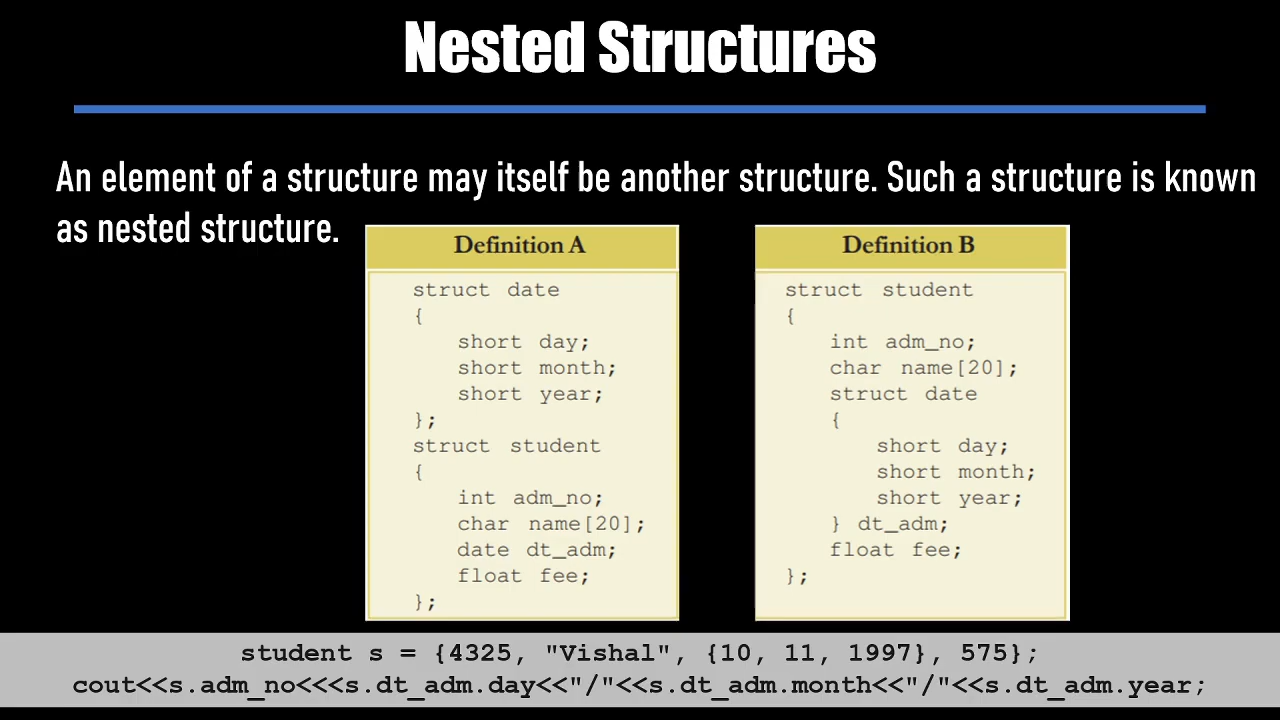 Nested Structures
An element of a structure may itself be another structure. Such a structure is known
as nested structure.
Definition A
struct date
{
short day;
short month;
short year;
};
struct student
{
int adm_no;
char name[20];
date dt_adm;
float fee;
};
Definition B
struct student
{
int adm_no;
char name[20];
struct date
{
short day;
short month;
short year;
} dt_adm;
float fee;
};
student s = {4325, "Vishal", {10, 11, 1997}, 575};
cout<<s.adm_no<<<s.dt_adm.day<<"/"<<s.dt_adm.month<<"/"<<s.dt_adm.year;